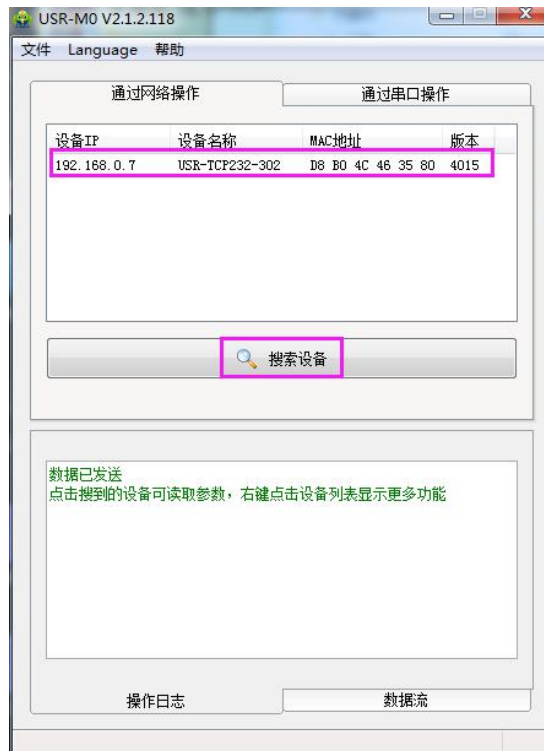 USR-M0 V2.1.2.118
文件 Language 帮助
通过网络操作 通过串口操作
设备IP 设备名称 MAC地址 版本
192.168.0.7 USR-TCP232-302 D8 B0 4C 46 35 80 4015
搜索设备
数据已发送
点击搜到的设备可读取参数，右键点击设备列表显示更多功能
操作日志 数据流